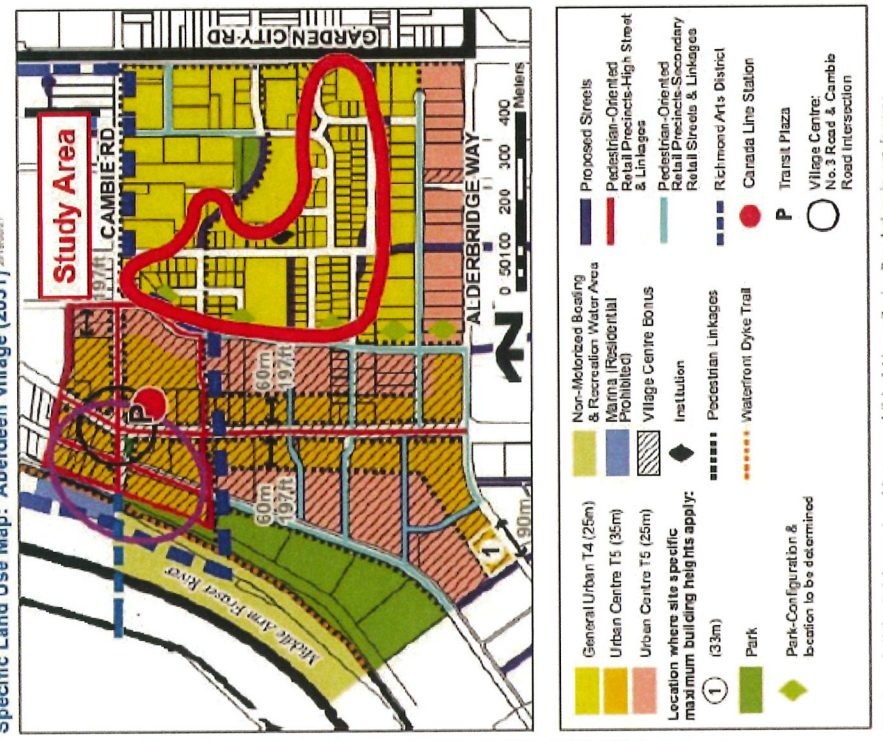 Specific Land Use Map: Aberdeen Village (2031)
Study Area
GARDEN CITY RD
CAMBIE RD
197ft
P
60m
197ft
60m
197ft
ALDERBRIDGE WAY
Middle Arm Fraser River
1
90m
0 50 100 200 300 400
Meters
N
General Urban T4 (25m)
Urban Centre T5 (35m)
Urban Centre T5 (25m)
Location where site specific
maximum building heights apply:
1 (33m)
Park
Park-Configuration &
location to be determined
Non-Motorized Boating
& Recreation Water Area
Marina (Residential
Prohibited)
Village Centre Bonus
Institution
Pedestrian Linkages
Waterfront Dyke Trail
Proposed Streets
Pedestrian-Oriented
Retail Precincts-High Street
& Linkages
Pedestrian-Oriented
Retail Precincts-Secondary
Retail Streets & Linkages
Richmond Arts District
Canada Line Station
P Transit Plaza
Village Centre:
No. 3 Road & Cambie
Road Intersection